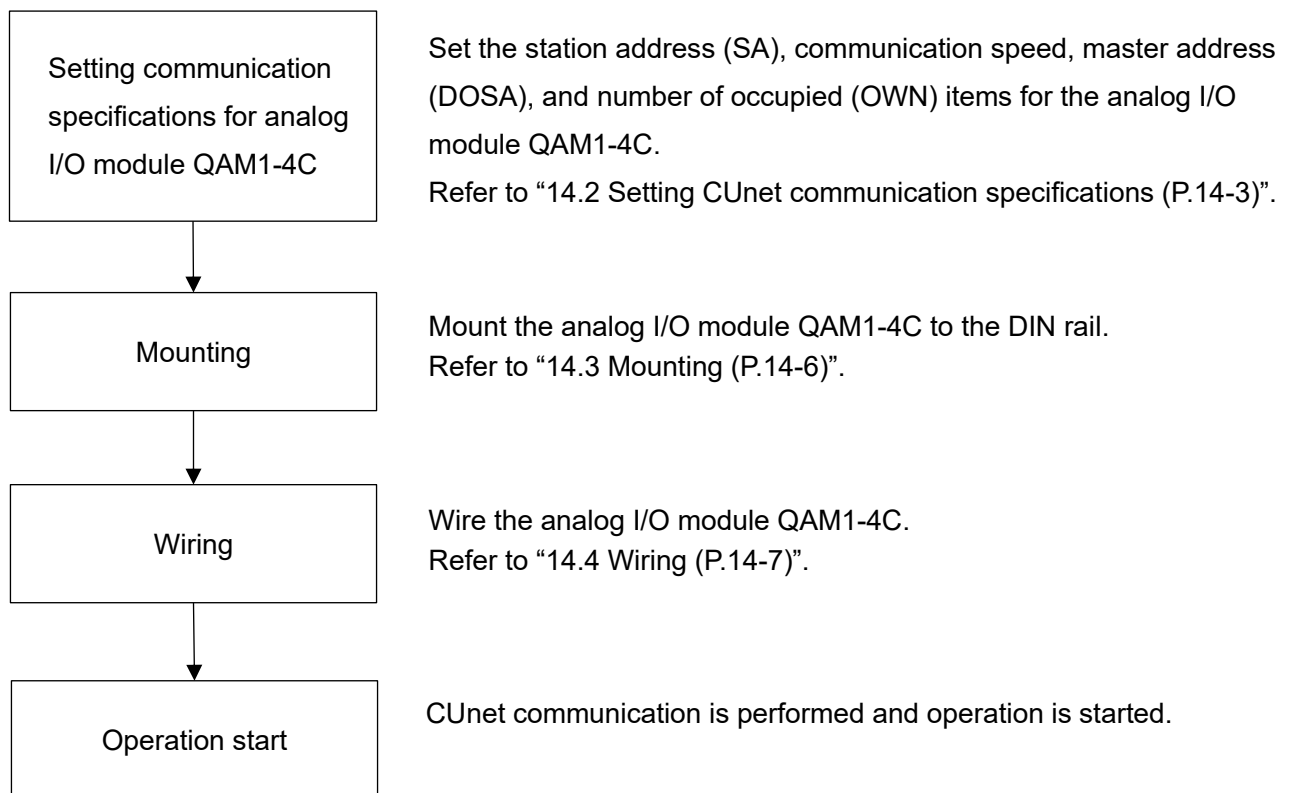 Setting communication
specifications for analog
I/O module QAM1-4C
Set the station address (SA), communication speed, master address
(DOSA), and number of occupied (OWN) items for the analog I/O
module QAM1-4C.
Refer to “14.2 Setting CUnet communication specifications (P.14-3)”.
Mounting
Mount the analog I/O module QAM1-4C to the DIN rail.
Refer to “14.3 Mounting (P.14-6)”.
Wiring
Wire the analog I/O module QAM1-4C.
Refer to “14.4 Wiring (P.14-7)”.
Operation start
CUnet communication is performed and operation is started.